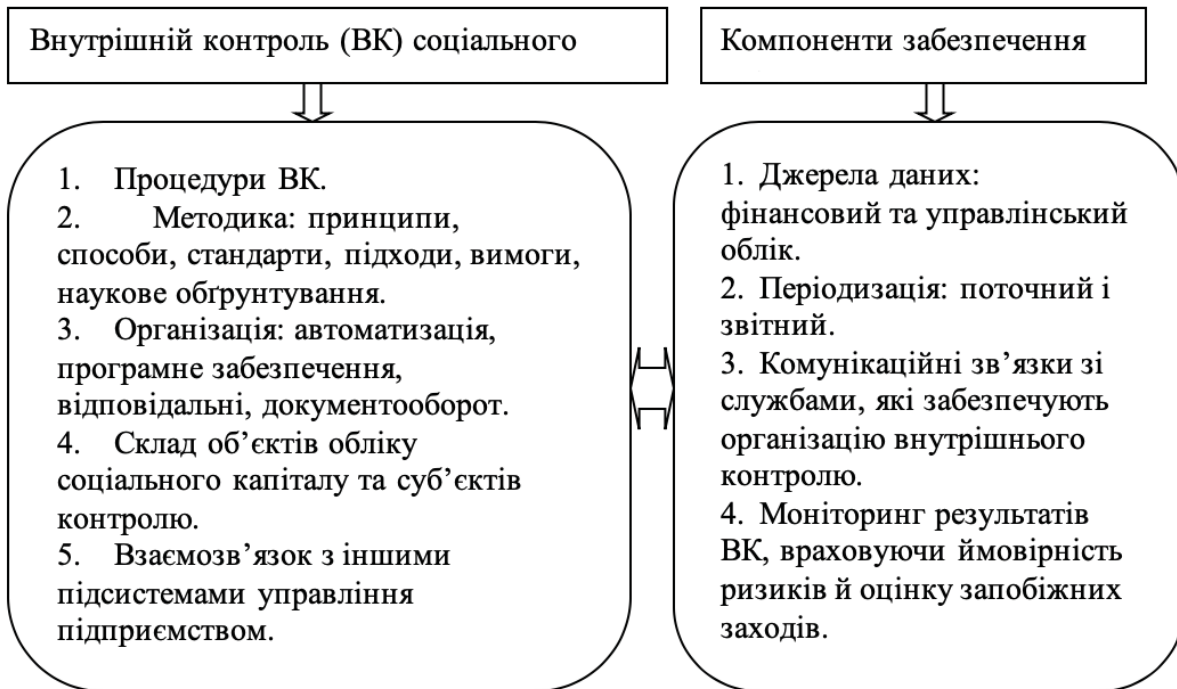 Внутрішній контроль (ВК) соціального
Компоненти забезпечення
1. Процедури ВК.
2. Методика: принципи,
способи, стандарти, підходи, вимоги,
наукове обґрунтування.
3. Організація: автоматизація,
програмне забезпечення,
відповідальні, документооборот.
4. Склад об’єктів обліку
соціального капіталу та суб’єктів
контролю.
5. Взаємозв’язок з іншими
підсистемами управління
підприємством.
1. Джерела даних:
фінансовий та управлінський
облік.
2. Періодизація: поточний і
звітний.
3. Комунікаційні зв’язки зі
службами, які забезпечують
організацію внутрішнього
контролю.
4. Моніторинг результатів
ВК, враховуючи ймовірність
ризиків й оцінку запобіжних
заходів.